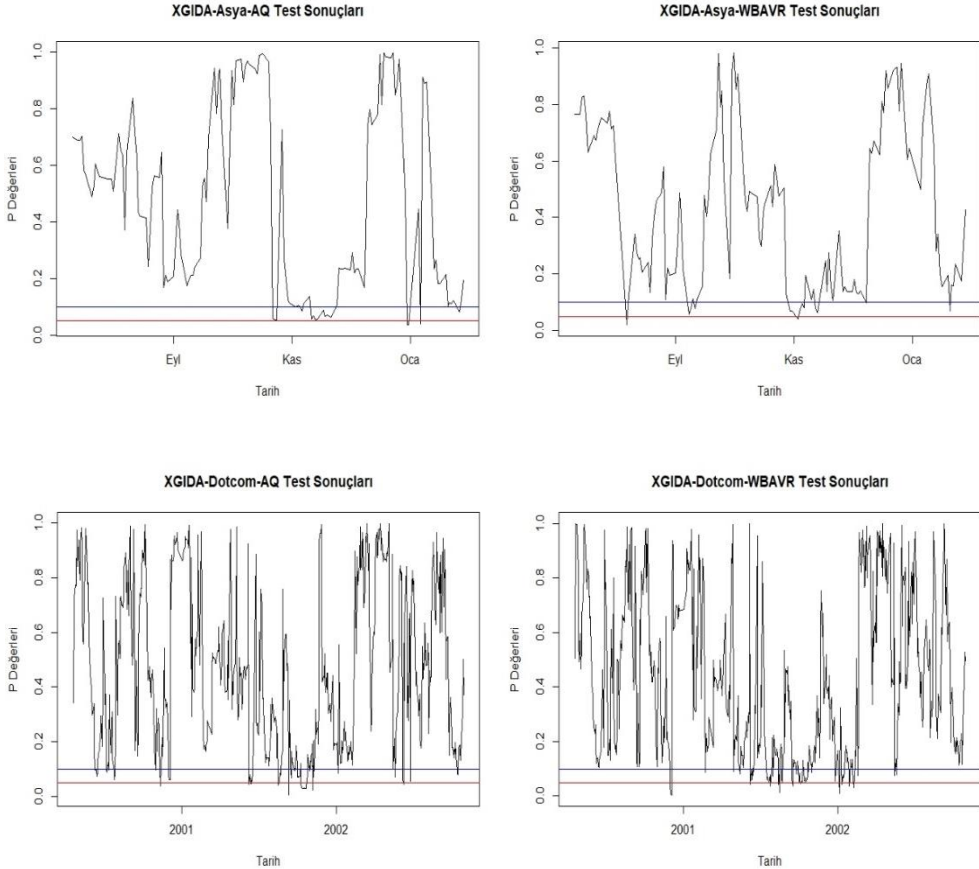 XGIDA-Asya-AQ Test Sonuçları
P Değerleri
1.0
0.8
0.6
0.4
0.2
0.0
Eyl Kas Oca
Tarih
XGIDA-Asya-WBAVR Test Sonuçları
P Değerleri
1.0
0.8
0.6
0.4
0.2
0.0
Eyl Kas Oca
Tarih
XGIDA-Dotcom-AQ Test Sonuçları
P Değerleri
1.0
0.8
0.6
0.4
0.2
0.0
2001 2002
Tarih
XGIDA-Dotcom-WBAVR Test Sonuçları
P Değerleri
1.0
0.8
0.6
0.4
0.2
0.0
2001 2002
Tarih